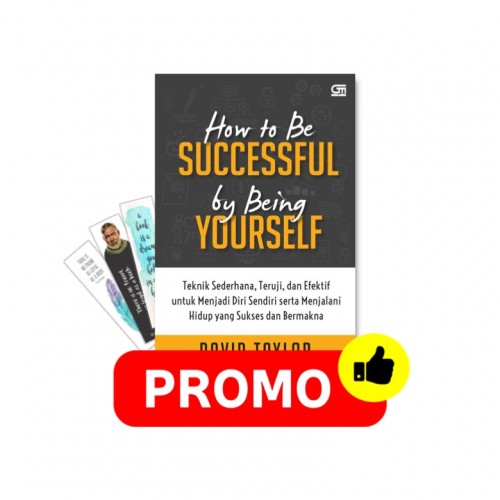 How to Be
SUCCESSFUL
by Being
YOURSELF
Teknik Sederhana, Teruji, dan Efektif
untuk Menjadi Diri Sendiri serta Menjalani
Hidup yang Sukses dan Bermakna
DAVID TAYLOR
PROMO